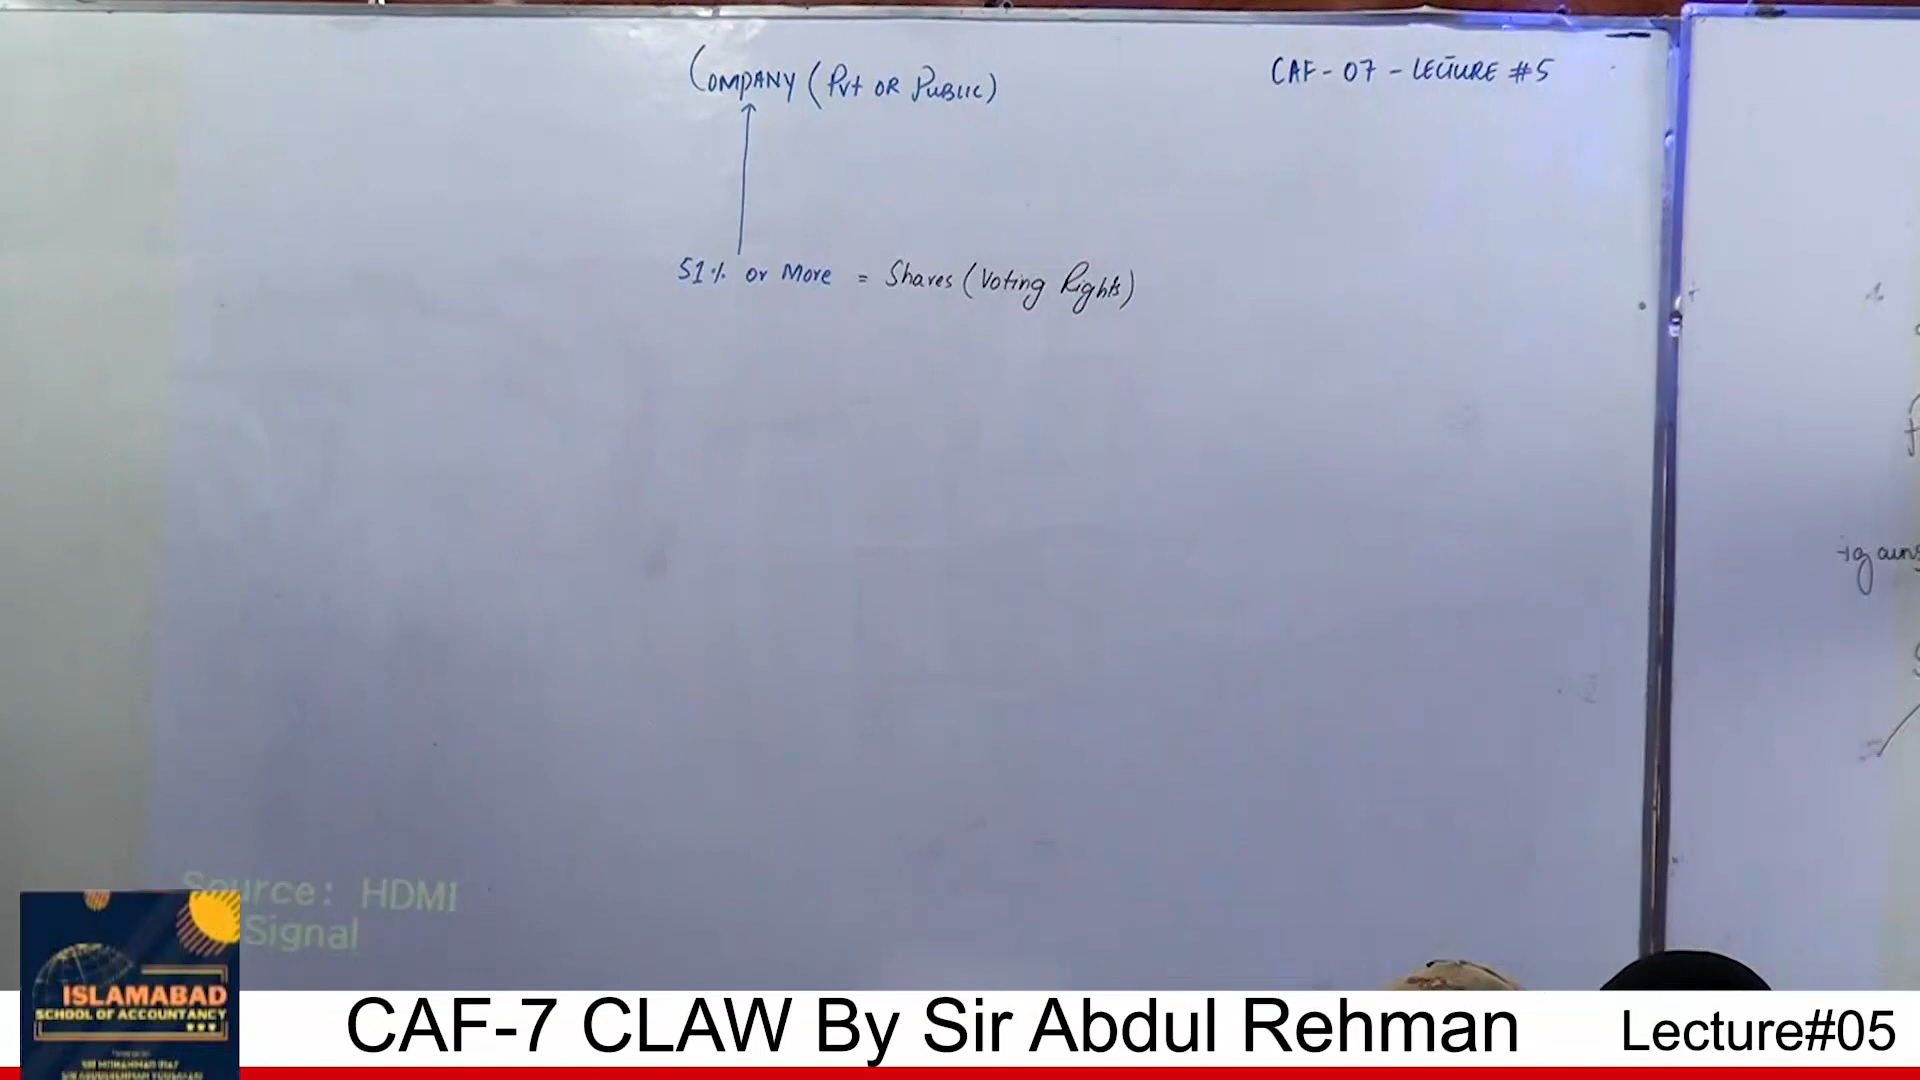 COMPANY (Pvt OR PUBLIC)
CAF - 07 - LECTURE #5
51% or More = Shares (Voting Rights)
Source: HDMI
Signal
ISLAMABAD
SCHOOL OF ACCOUNTANCY
CAF-7 CLAW By Sir Abdul Rehman
Lecture#05